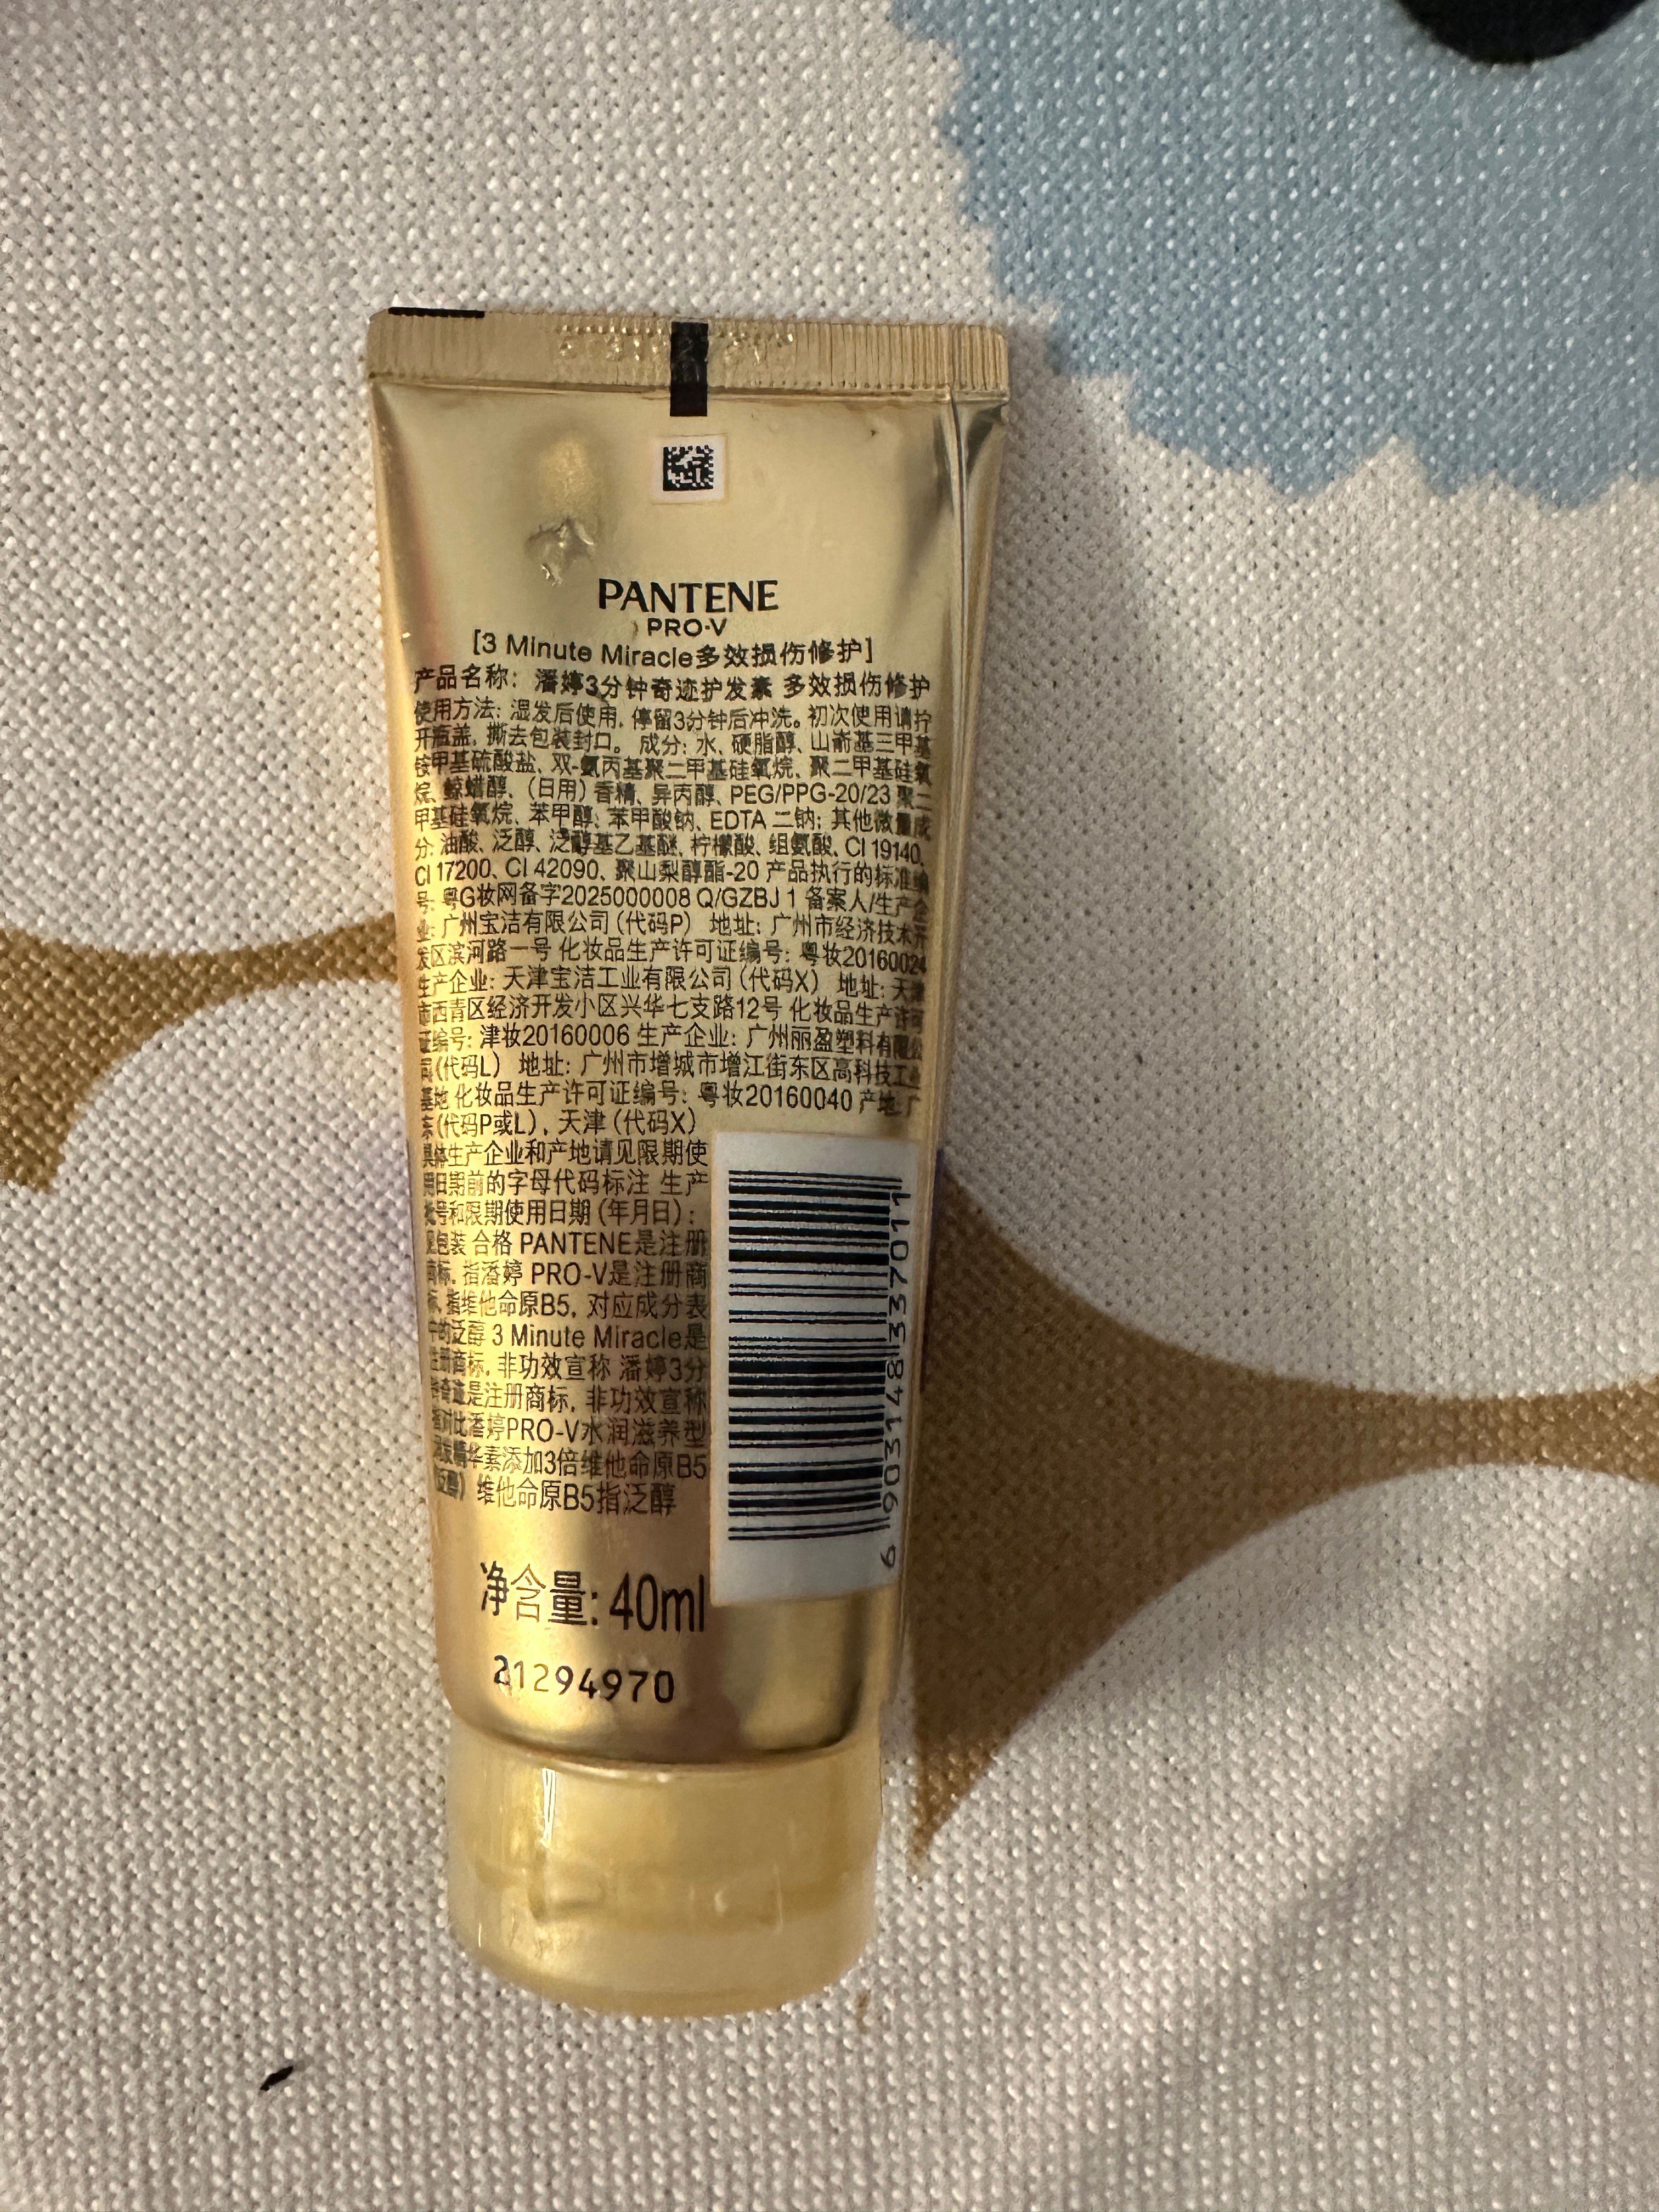 PANTENE
PRO-V
[3 Minute Miracle多效损伤修护]
产品名称: 潘婷3分钟奇迹护发素 多效损伤修护
使用方法: 湿发后使用, 停留3分钟后冲洗。初次使用请拧
开瓶盖, 撕去包装封口。 成分: 水、硬脂醇、山嵛基三甲基
铵甲基硫酸盐、双-氨丙基聚二甲基硅氧烷、聚二甲基硅氧
烷、鲸蜡醇、(日用) 香精、异丙醇、PEG/PPG-20/23 聚二
甲基硅氧烷、苯甲醇、苯甲酸钠、EDTA 二钠; 其他微量成
分: 油酸、泛醇、泛醇基乙基醚、柠檬酸、组氨酸、CI 19140、
CI 17200、CI 42090、聚山梨醇酯-20 产品执行的标准编
号: 粤G妆网备字2025000008 Q/GZBJ 1 备案人/生产企
业: 广州宝洁有限公司 (代码P) 地址: 广州市经济技术开
发区滨河路一号 化妆品生产许可证编号: 粤妆20160024
生产企业: 天津宝洁工业有限公司 (代码X) 地址: 天津
市西青区经济开发小区兴华七支路12号 化妆品生产许可
证编号: 津妆20160006 生产企业: 广州丽盈塑料有限公
司 (代码L) 地址: 广州市增城市增江街东区高科技工业
基地 化妆品生产许可证编号: 粤妆20160040 产地: 广
东 (代码P或L), 天津 (代码X)
具体生产企业和产地请见限期使
用日期前的字母代码标注 生产
批号和限期使用日期 (年月日) :
见包装 合格 PANTENE是注册
商标, 指潘婷 PRO-V是注册商
标, 指维他命原B5, 对应成分表
中的泛醇 3 Minute Miracle是
注册商标, 非功效宣称 潘婷3分
钟奇迹是注册商标, 非功效宣称
指对比潘婷PRO-V水润滋养型
润发精华素添加3倍维他命原B5
(泛醇) 维他命原B5指泛醇
6 903148 337011
净含量: 40ml
21294970